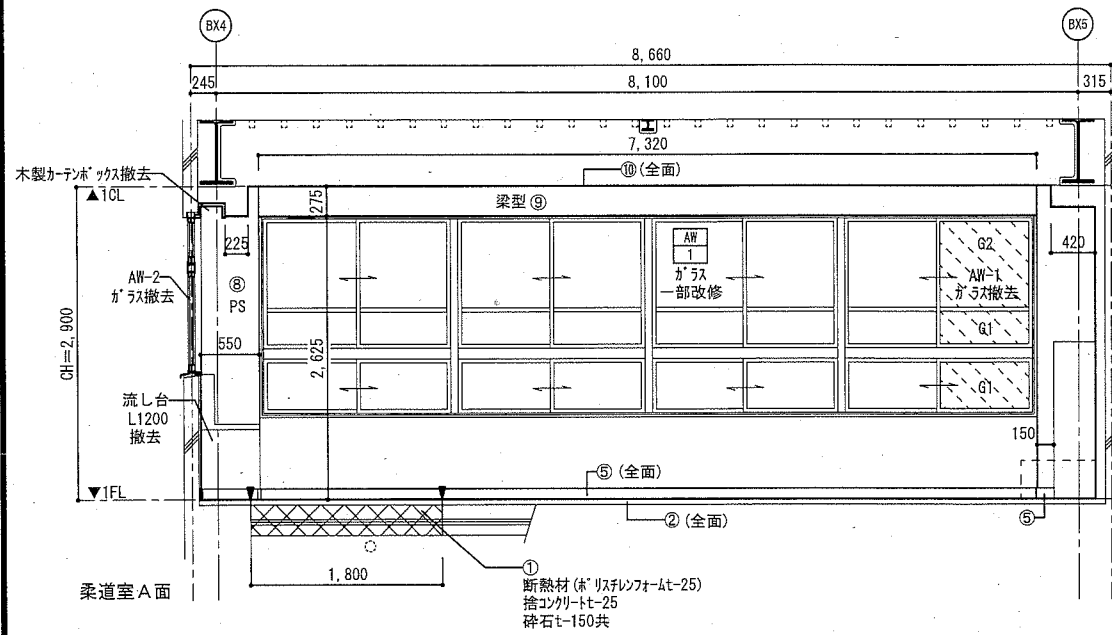 BX4
BX5
8,660
245
8,100
315
7,320
⑩(全面)
木製カーテンボックス撤去
▲1CL
275
梁型⑨
225
AW
1
ガラス
一部改修
G2
420
AW-2
ガラス撤去
⑧
PS
AW-1
ガラス撤去
G1
CH=2,900
550
2,625
G1
流し台
L1200
撤去
150
⑤(全面)
▼1FL
②(全面)
⑤
1,800
①
断熱材(ポリスチレンフォームt-25)
捨コンクリートt-25
砕石t-150共
柔道室A面